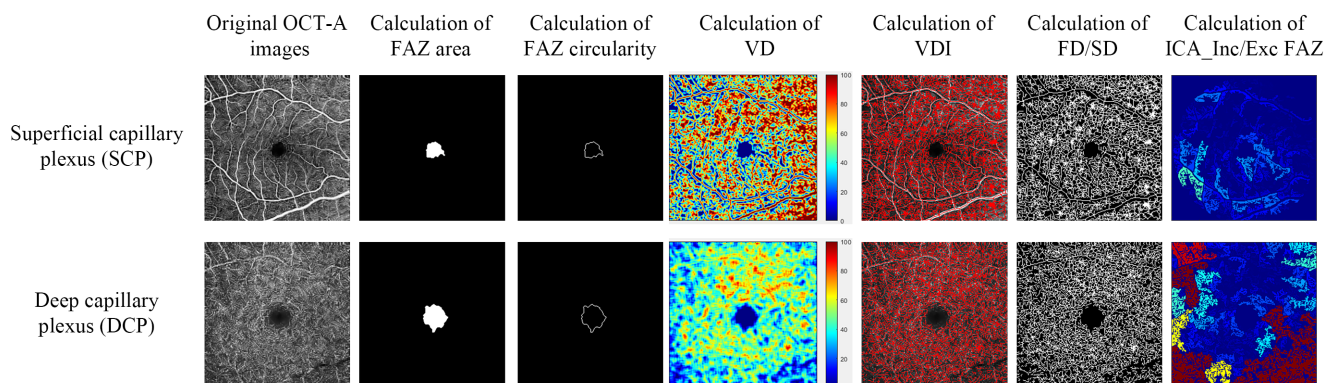 Original OCT-A
images
Calculation of
FAZ area
Calculation of
FAZ circularity
Calculation of
VD
Calculation of
VDI
Calculation of
FD/SD
Calculation of
ICA_Inc/Exc FAZ
Superficial capillary
plexus (SCP)
100
80
60
40
20
0
Deep capillary
plexus (DCP)
100
80
60
40
20